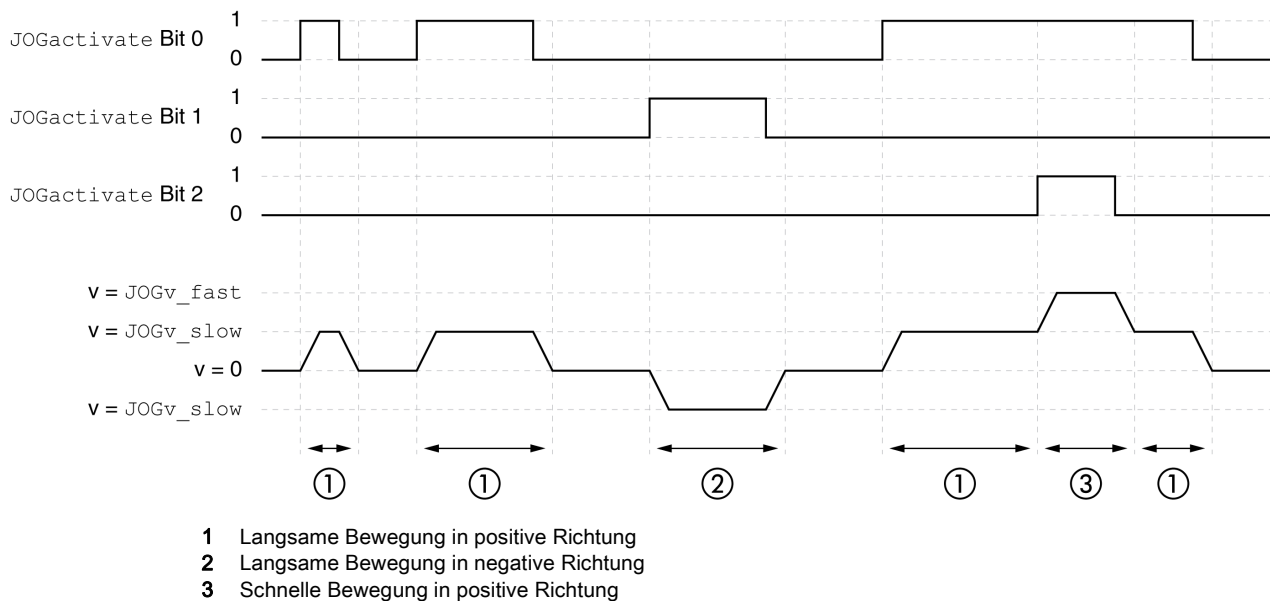 1
JOGactivate Bit 0
0
1
JOGactivate Bit 1
0
1
JOGactivate Bit 2
0
v = JOGv_fast
v = JOGv_slow
v = 0
v = JOGv_slow
1 1 2 1 3 1
1 Langsame Bewegung in positive Richtung
2 Langsame Bewegung in negative Richtung
3 Schnelle Bewegung in positive Richtung